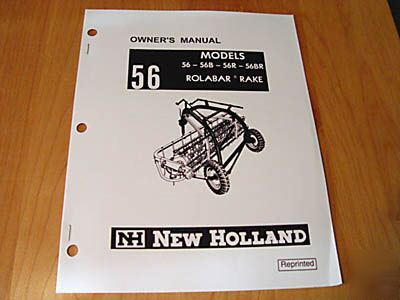 OWNER'S MANUAL
MODELS
56 - 56B - 56R - 56BR
56
ROLABAR ® RAKE
NH NEW HOLLAND
Reprinted